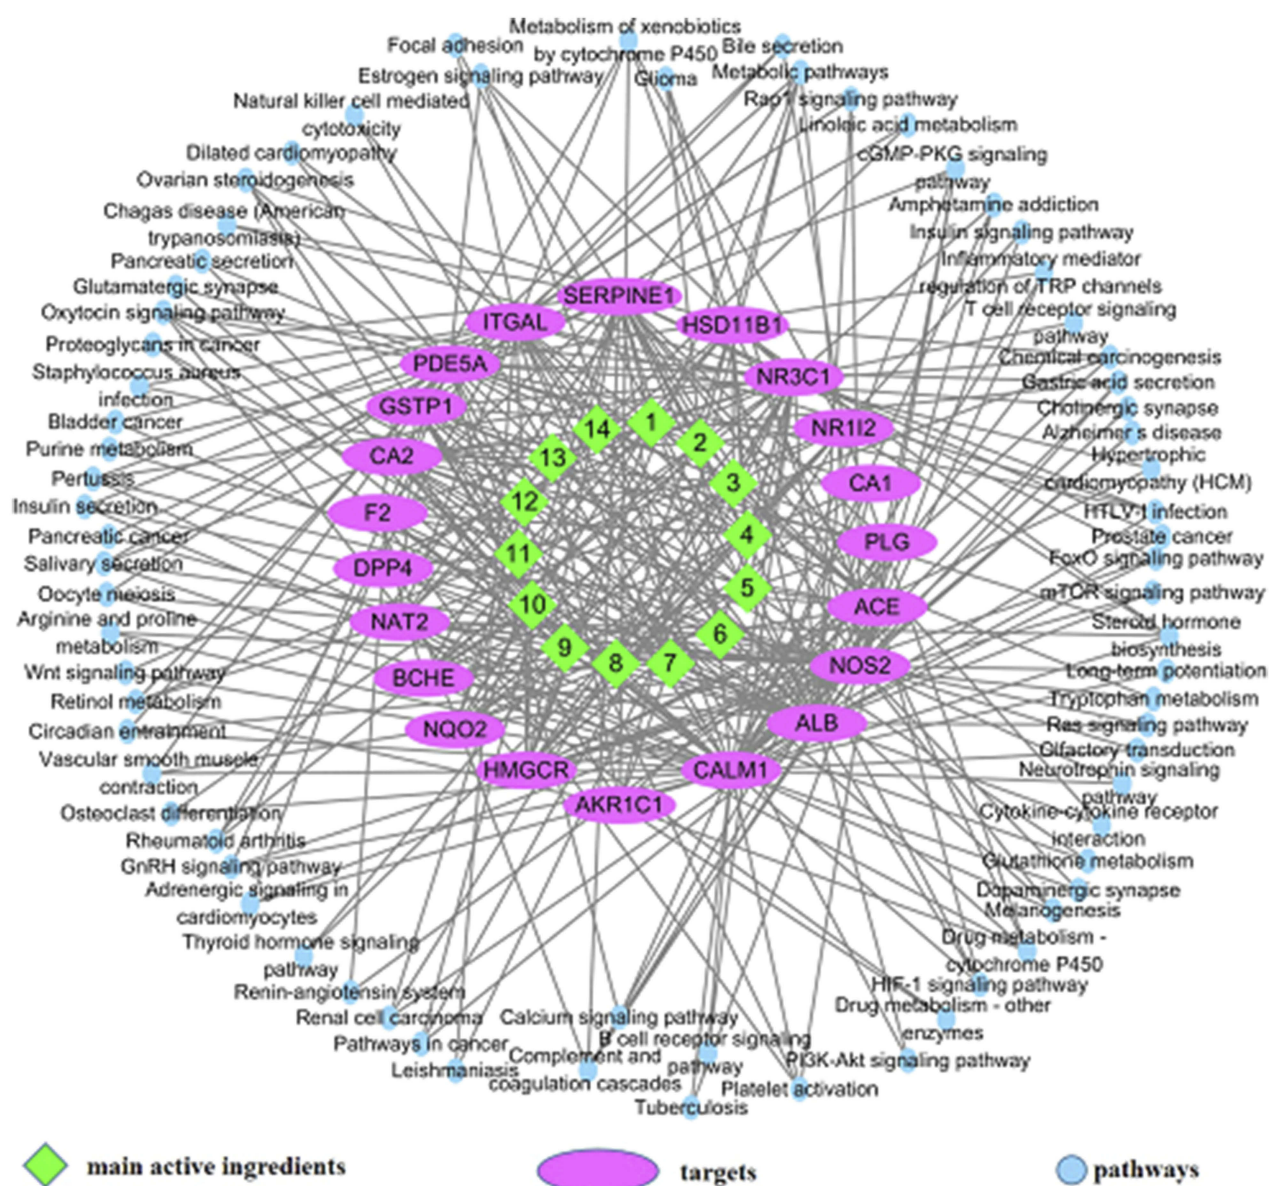 Metabolism of xenobiotics
by cytochrome P450
Focal adhesion
Bile secretion
Estrogen signaling pathway
Glioma
Metabolic pathways
Natural killer cell mediated
cytotoxicity
Rap1 signaling pathway
Linoleic acid metabolism
Dilated cardiomyopathy
cGMP-PKG signaling
pathway
Ovarian steroidogenesis
Amphetamine addiction
Chagas disease (American
trypanosomiasis)
Insulin signaling pathway
Pancreatic secretion
Inflammatory mediator
regulation of TRP channels
Glutamatergic synapse
Oxytocin signaling pathway
T cell receptor signaling
pathway
Proteoglycans in cancer
Chemical carcinogenesis
Staphylococcus aureus
infection
Gastric acid secretion
Bladder cancer
Cholinergic synapse
Purine metabolism
Alzheimer's disease
Pertussis
Hypertrophic
cardiomyopathy (HCM)
Insulin secretion
HTLV-I infection
Pancreatic cancer
Prostate cancer
Salivary secretion
FoxO signaling pathway
Oocyte meiosis
mTOR signaling pathway
Arginine and proline
metabolism
Steroid hormone
biosynthesis
Wnt signaling pathway
Long-term potentiation
Retinol metabolism
Tryptophan metabolism
Circadian entrainment
Ras signaling pathway
Vascular smooth muscle
contraction
Olfactory transduction
Neurotrophin signaling
pathway
Osteoclast differentiation
Cytokine-cytokine receptor
interaction
Rheumatoid arthritis
GnRH signaling pathway
Glutathione metabolism
Adrenergic signaling in
cardiomyocytes
Dopaminergic synapse
Melanogenesis
Thyroid hormone signaling
pathway
Drug metabolism -
cytochrome P450
Renin-angiotensin system
HIF-1 signaling pathway
Renal cell carcinoma
Calcium signaling pathway
Drug metabolism - other
enzymes
Pathways in cancer
B cell receptor signaling
pathway
Leishmaniasis
Complement and
coagulation cascades
PI3K-Akt signaling pathway
Platelet activation
Tuberculosis
SERPINE1
HSD11B1
NR3C1
NR1I2
CA1
PLG
ACE
NOS2
ALB
CALM1
AKR1C1
HMGCR
NQO2
BCHE
NAT2
DPP4
F2
CA2
GSTP1
PDE5A
ITGAL
1
2
3
4
5
6
7
8
9
10
11
12
13
14
main active ingredients
targets
pathways